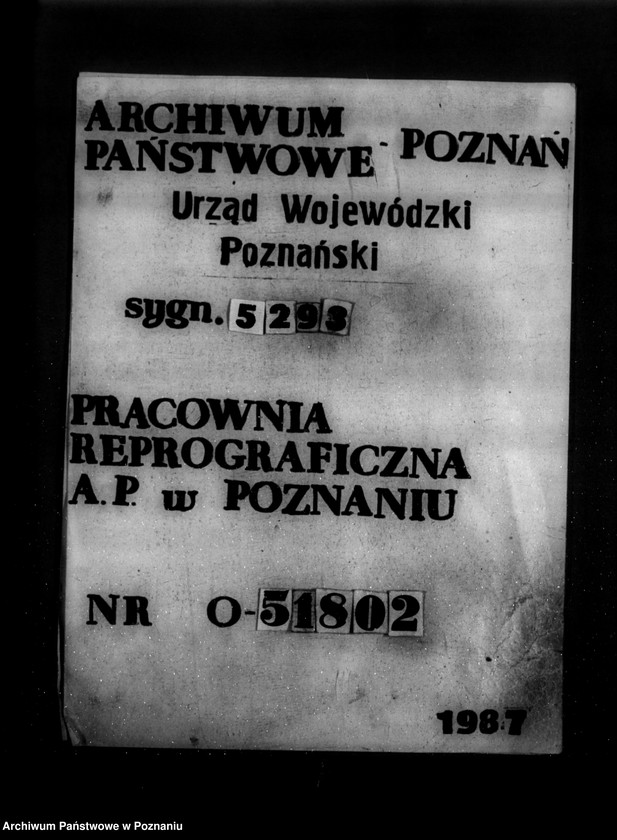 ARCHIWUM
PAŃSTWOWE - POZNAŃ
Urząd Wojewódzki
Poznański
sygn. 5293
PRACOWNIA
REPROGRAFICZNA
A. P. w POZNANIU
NR O-51802
1987
Archiwum Państwowe w Poznaniu